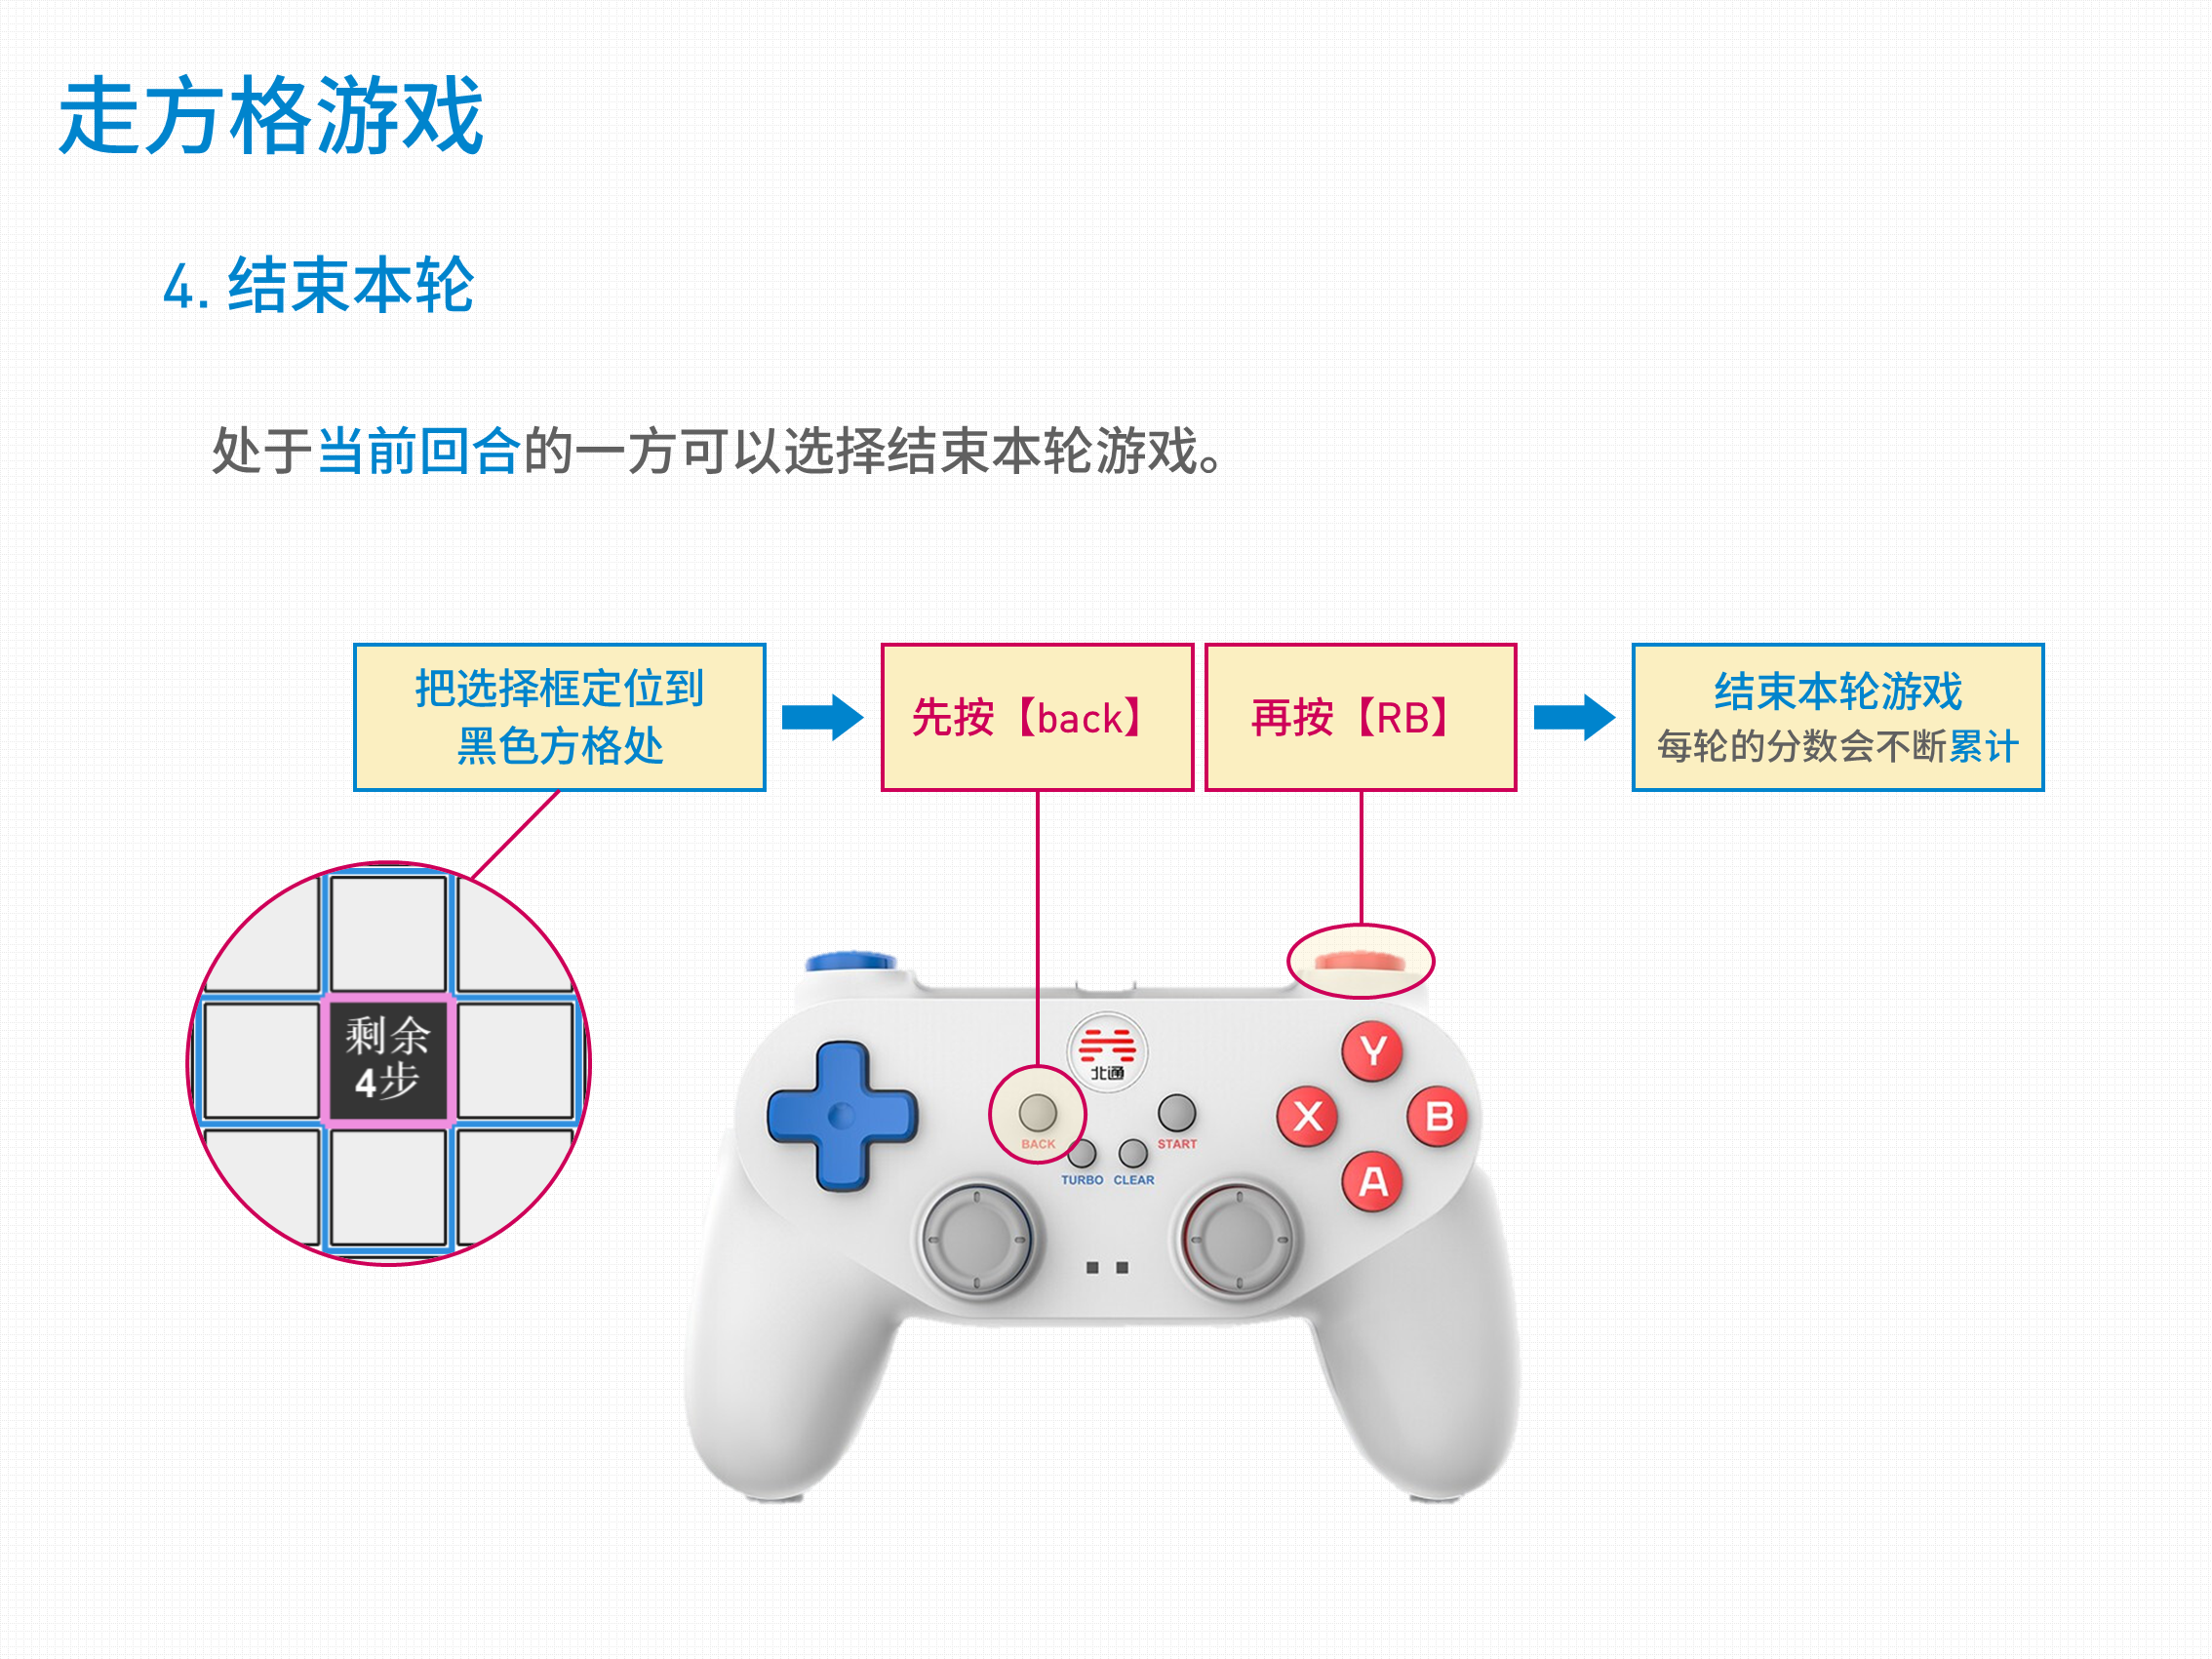 走方格游戏
4. 结束本轮
处于当前回合的一方可以选择结束本轮游戏。
把选择框定位到
黑色方格处
先按【back】
再按【RB】
结束本轮游戏
每轮的分数会不断累计
剩余
4步
北通
BACK
START
TURBO
CLEAR
Y
X
B
A